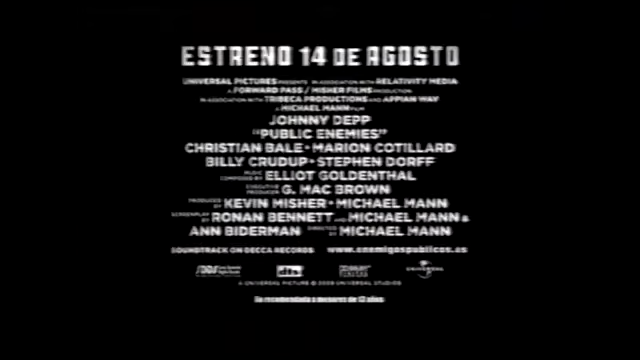 ESTRENO 14 DE AGOSTO
UNIVERSAL PICTURES PRESENTS IN ASSOCIATION WITH RELATIVITY MEDIA
A FORWARD PASS / MISHER FILMS PRODUCTION
IN ASSOCIATION WITH TRIBECA PRODUCTIONS AND APPIAN WAY
A MICHAEL MANN FILM
JOHNNY DEPP
"PUBLIC ENEMIES"
CHRISTIAN BALE • MARION COTILLARD
BILLY CRUDUP • STEPHEN DORFF
MUSIC COMPOSED BY ELLIOT GOLDENTHAL
EXECUTIVE PRODUCER G. MAC BROWN
PRODUCED BY KEVIN MISHER • MICHAEL MANN
SCREENPLAY BY RONAN BENNETT AND MICHAEL MANN &
ANN BIDERMAN DIRECTED BY MICHAEL MANN
SOUNDTRACK ON DECCA RECORDS www.enemigospublicos.es
dts UNIVERSAL
A UNIVERSAL PICTURE © 2009 UNIVERSAL STUDIOS
No recomendada a menores de 13 años